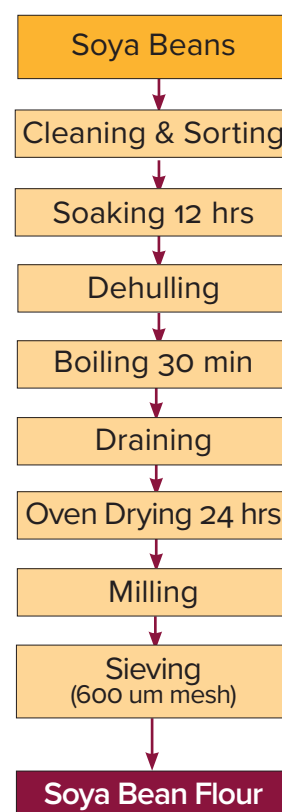 Soya Beans
Cleaning & Sorting
Soaking 12 hrs
Dehulling
Boiling 30 min
Draining
Oven Drying 24 hrs
Milling
Sieving
(600 um mesh)
Soya Bean Flour